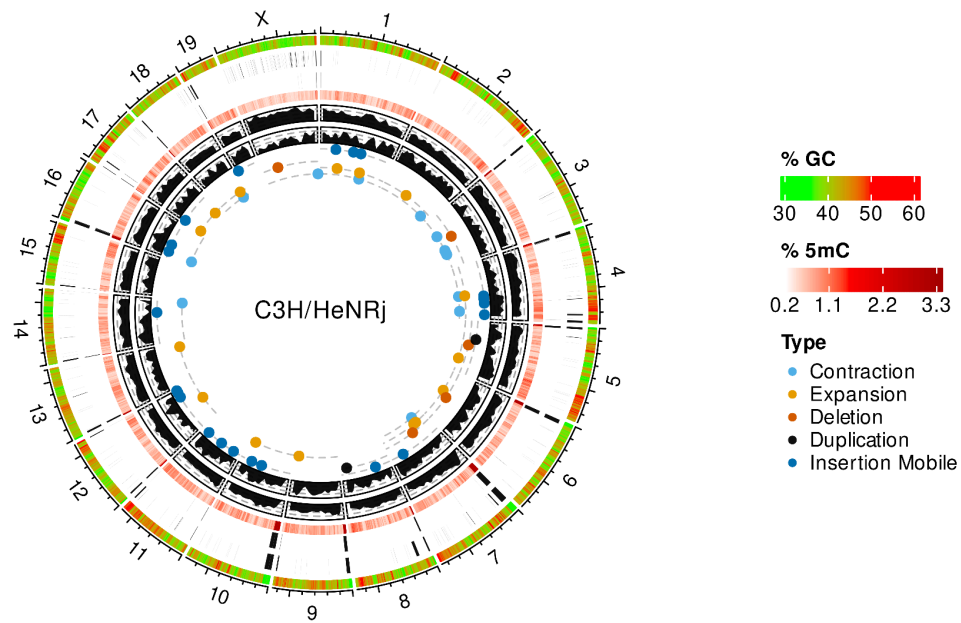 X
1
2
3
4
5
6
7
8
9
10
11
12
13
14
15
16
17
18
19
C3H/HeNRj
% GC
30 40 50 60
% 5mC
0.2 1.1 2.2 3.3
Type
Contraction
Expansion
Deletion
Duplication
Insertion Mobile